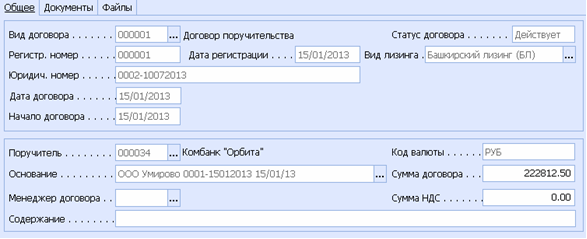 Общее Документы Файлы
Вид договора . . . . . . . 000001 ... Договор поручительства Статус договора . . . . Действует
Регистр. номер . . . . . 000001 Дата регистрации . . . . 15/01/2013 Вид лизинга . Башкирский лизинг (БП) ...
Юридич. номер . . . . . 0002-10072013
Дата договора . . . . . . 15/01/2013
Начало договора . . . . 15/01/2013
Поручитель . . . . . . . . . 000034 ... Комбанк "Орбита" Код валюты . . . . . . РУБ
Основание . . . . . . . . . ООО Умирово 0001-15012013 15/01/13 ... Сумма договора . . . . 222812.50
Менеджер договора . . ... Сумма НДС . . . . . . . 0.00
Содержание . . . . . . . .